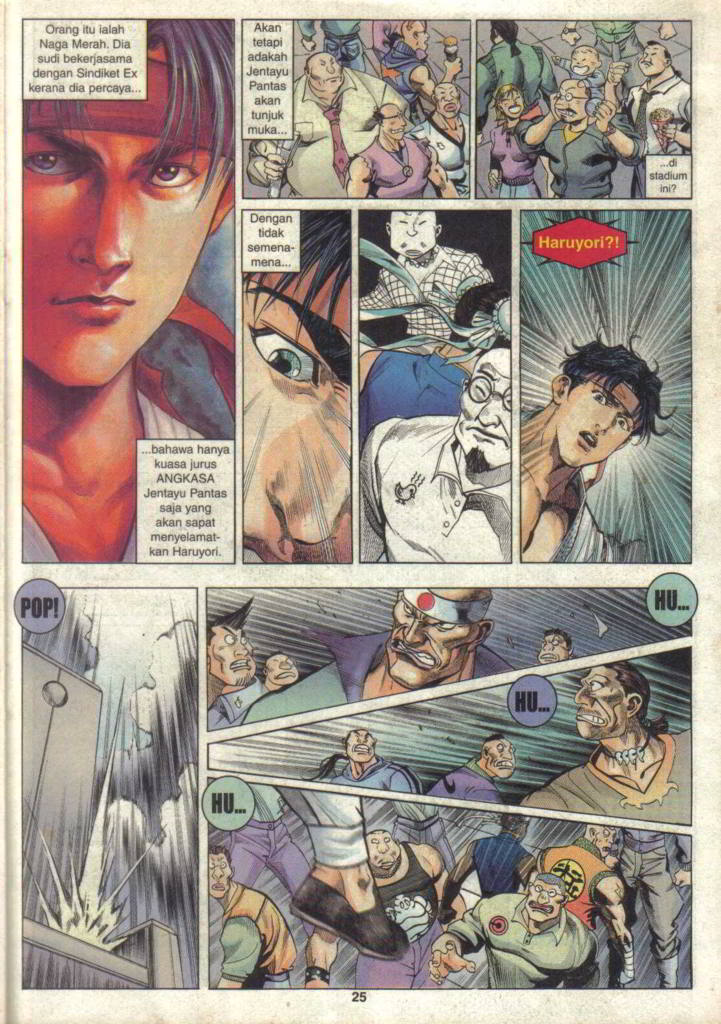 Orang itu ialah
Naga Merah. Dia
sudi bekerjasama
dengan Sindiket Ex
kerana dia percaya...
...bahawa hanya
kuasa jurus
ANGKASA
Jentayu Pantas
saja yang
akan sapat
menyelamat-
kan Haruyori.
Akan
tetapi
adakah
Jentayu
Pantas
akan
tunjuk
muka...
...di
stadium
ini?
Dengan
tidak
semena-
mena...
Haruyori?!
POP!
HU...
HU...
HU...
25